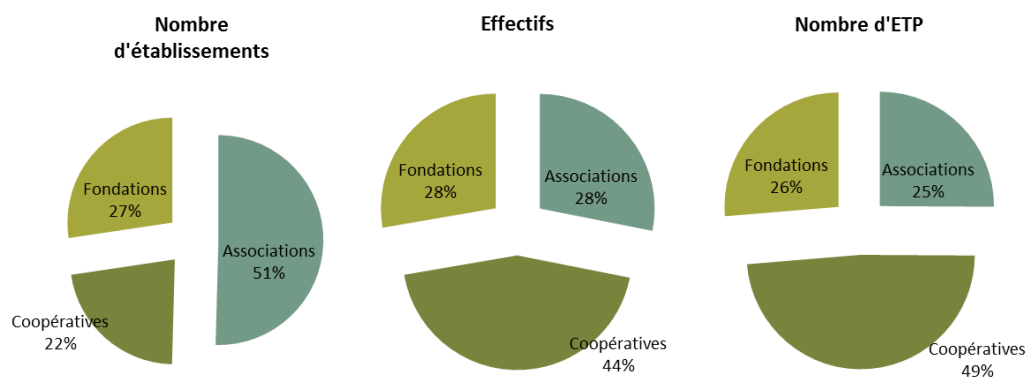 Nombre
d'établissements
Fondations
27%
Associations
51%
Coopératives
22%
Effectifs
Fondations
28%
Associations
28%
Coopératives
44%
Nombre d'ETP
Fondations
26%
Associations
25%
Coopératives
49%